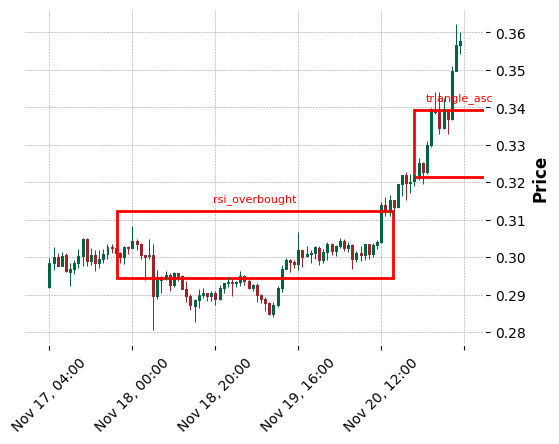 0.36
0.35
triangle_asc
0.34
0.33
0.32
rsi_overbought
0.31
0.30
0.29
0.28
Price
Nov 17, 04:00
Nov 18, 00:00
Nov 18, 20:00
Nov 19, 16:00
Nov 20, 12:00